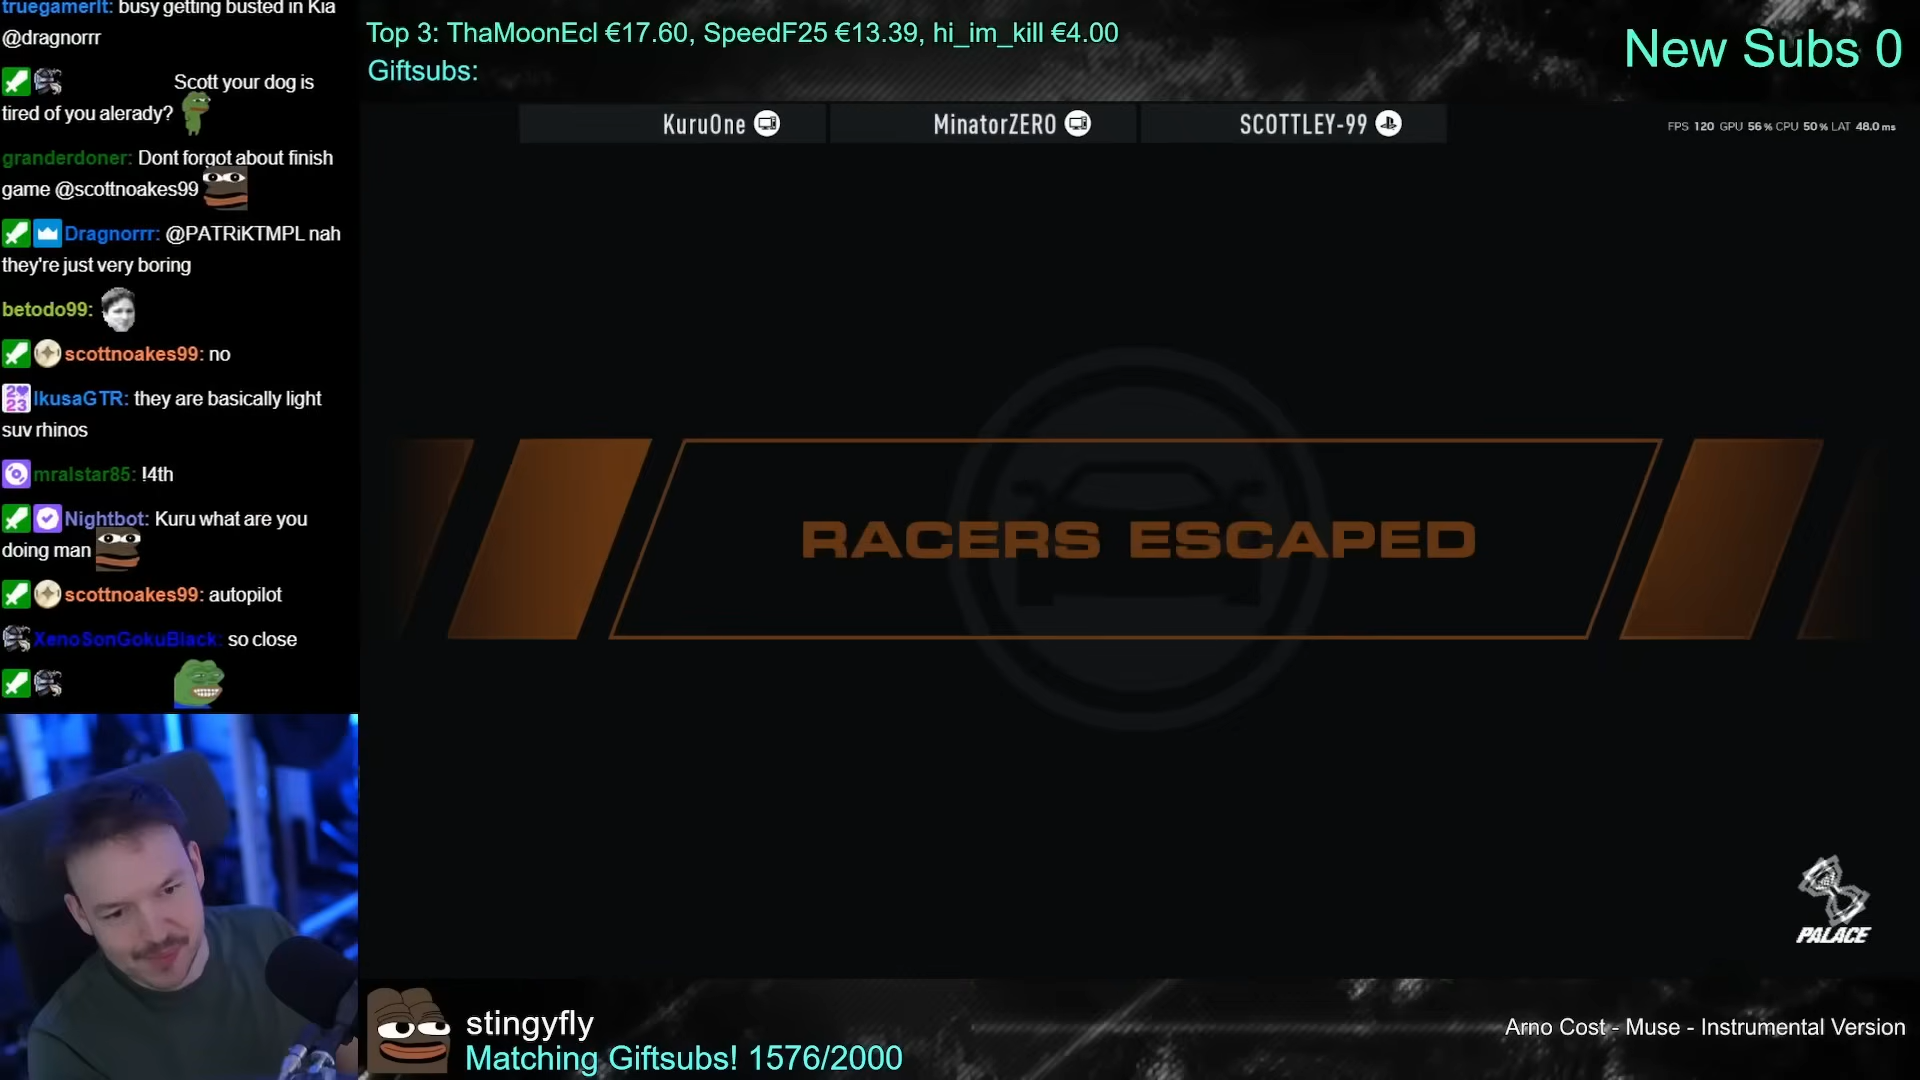 truegamerlt: busy getting busted in Kia
@dragnorrr
Scott your dog is
tired of you alerady?
granderdoner: Dont forgot about finish
game @scottnoakes99
Dragnorrr: @PATRiKTMPL nah
they're just very boring
betodo99:
scottnoakes99: no
IkusaGTR: they are basically light
suv rhinos
mralstar85: !4th
Nightbot: Kuru what are you
doing man
scottnoakes99: autopilot
XenoSonGokuBlack: so close
Top 3: ThaMoonEcl €17.60, SpeedF25 €13.39, hi_im_kill €4.00
Giftsubs:
New Subs 0
KuruOne
MinatorZERO
SCOTTLEY-99
FPS 120 GPU 56 % CPU 50 % LAT 48.0 ms
RACERS ESCAPED
PALACE
stingyfly
Matching Giftsubs! 1576/2000
Arno Cost - Muse - Instrumental Version